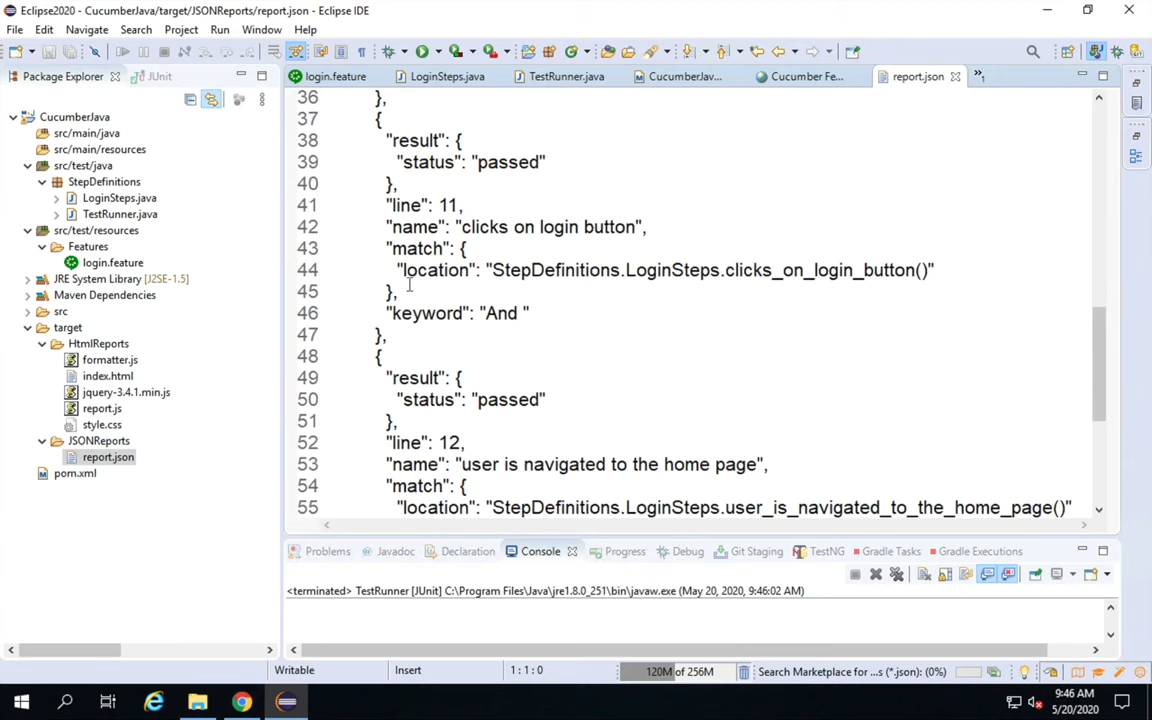 Eclipse2020 - CucumberJava/target/JSONReports/report.json - Eclipse IDE
File Edit Navigate Search Project Run Window Help
Package Explorer JUnit
login.feature LoginSteps.java TestRunner.java CucumberJav... Cucumber Fe... report.json »1
CucumberJava
src/main/java
src/main/resources
src/test/java
StepDefinitions
LoginSteps.java
TestRunner.java
src/test/resources
Features
login.feature
JRE System Library [J2SE-1.5]
Maven Dependencies
src
target
HtmlReports
formatter.js
index.html
jquery-3.4.1.min.js
report.js
style.css
JSONReports
report.json
pom.xml
36 },
37 {
38 "result": {
39 "status": "passed"
40 },
41 "line": 11,
42 "name": "clicks on login button",
43 "match": {
44 "location": "StepDefinitions.LoginSteps.clicks_on_login_button()"
45 },
46 "keyword": "And "
47 },
48 {
49 "result": {
50 "status": "passed"
51 },
52 "line": 12,
53 "name": "user is navigated to the home page",
54 "match": {
55 "location": "StepDefinitions.LoginSteps.user_is_navigated_to_the_home_page()"
Problems Javadoc Declaration Console Progress Debug Git Staging TestNG Gradle Tasks Gradle Executions
<terminated> TestRunner [JUnit] C:\Program Files\Java\jre1.8.0_251\bin\javaw.exe (May 20, 2020, 9:46:02 AM)
Writable Insert 1 : 1 : 0 120M of 256M Search Marketplace for...s (*.json): (0%)
9:46 AM
5/20/2020